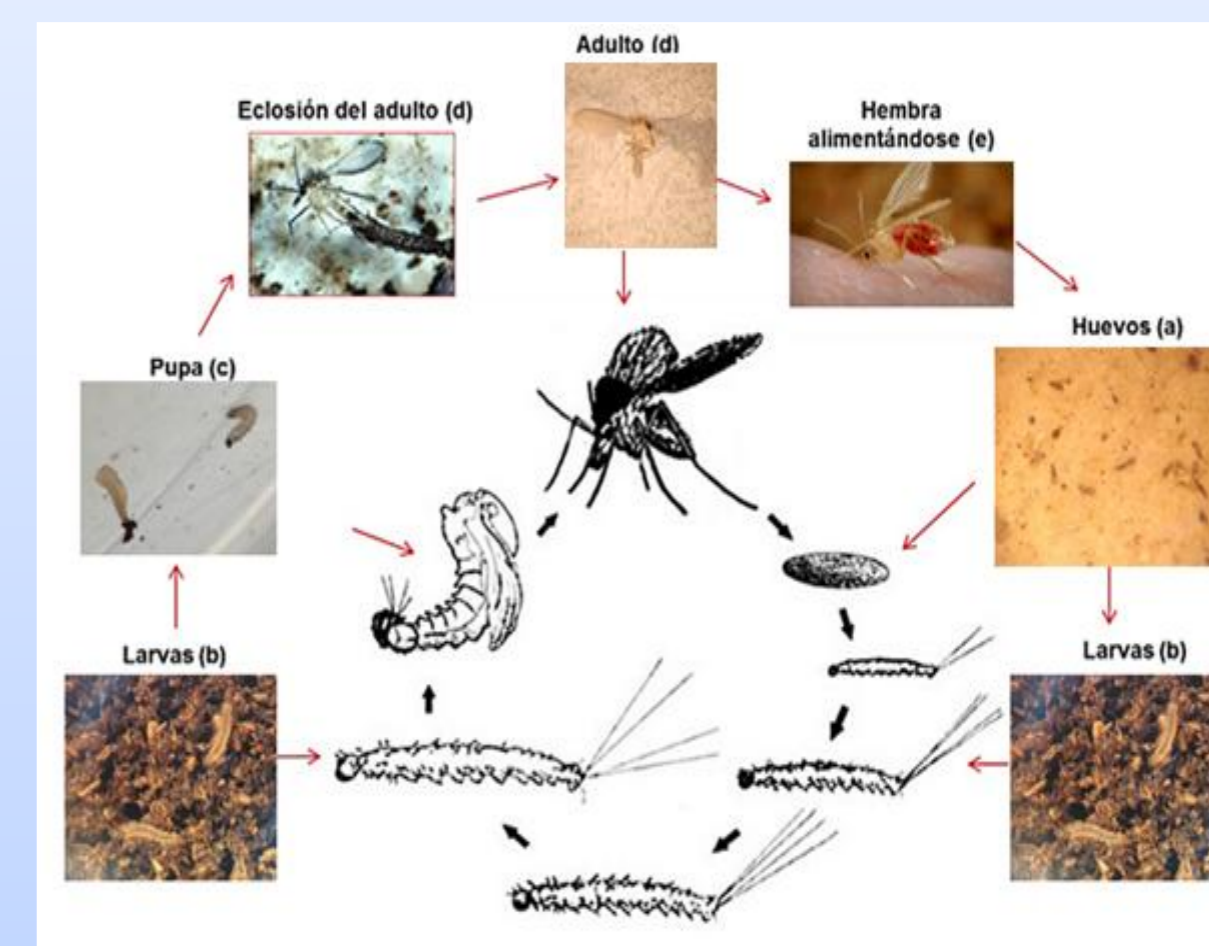 Adulto (d)
Eclosión del adulto (d)
Hembra
alimentándose (e)
Huevos (a)
Pupa (c)
Larvas (b)
Larvas (b)